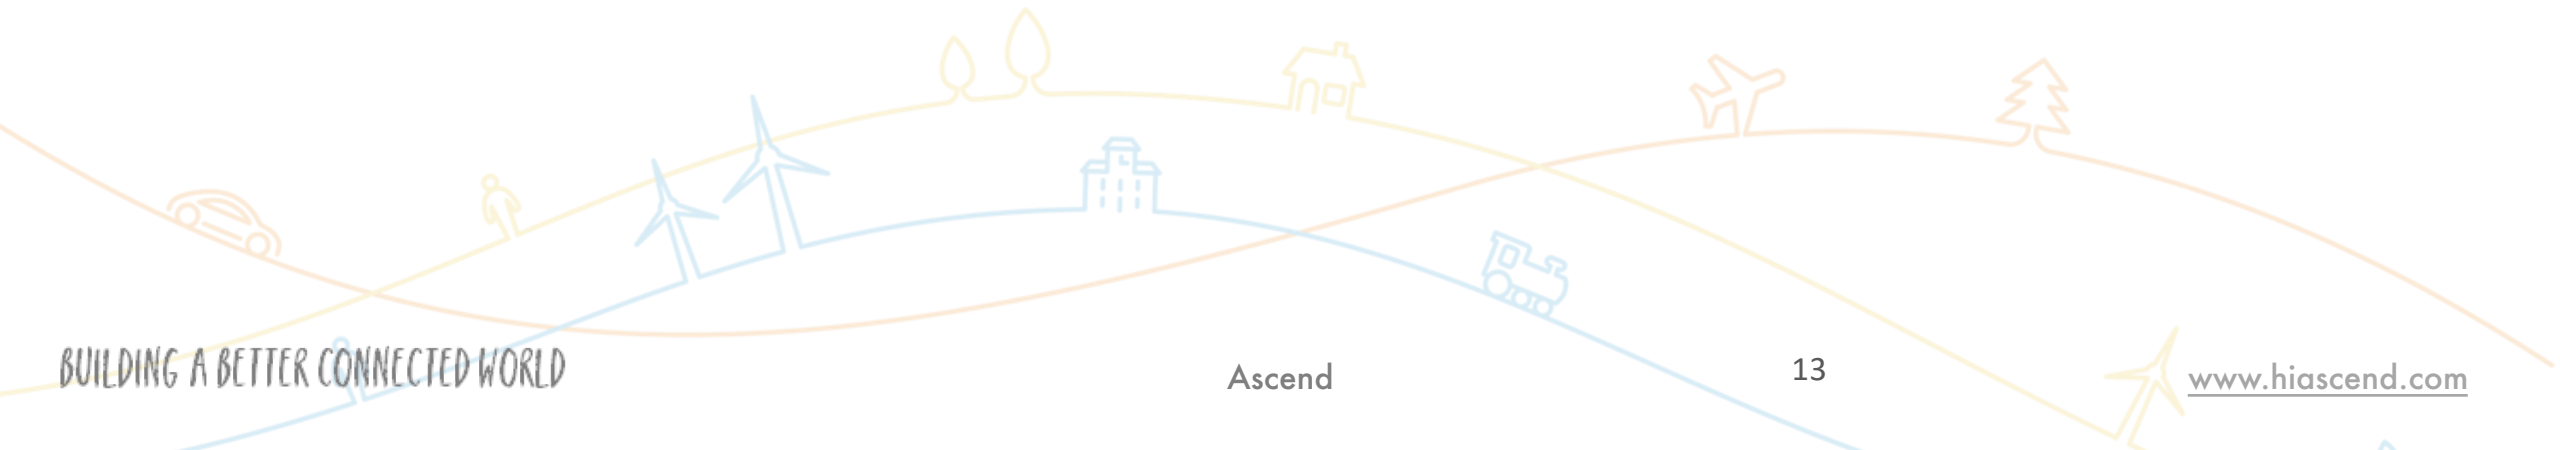 BUILDING A BETTER CONNECTED WORLD
Ascend
13
www.hiascend.com